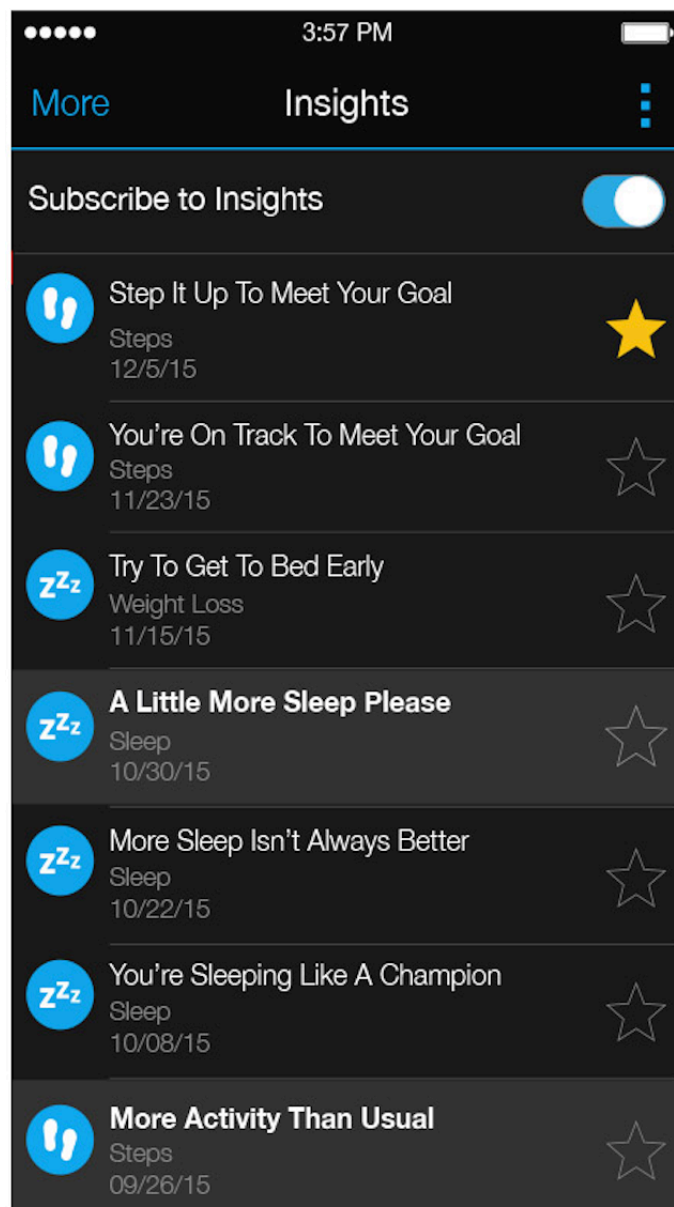 3:57 PM
More
Insights
Subscribe to Insights
Step It Up To Meet Your Goal
Steps
12/5/15
You're On Track To Meet Your Goal
Steps
11/23/15
zzz
Try To Get To Bed Early
Weight Loss
11/15/15
zzz
A Little More Sleep Please
Sleep
10/30/15
zzz
More Sleep Isn't Always Better
Sleep
10/22/15
zzz
You're Sleeping Like A Champion
Sleep
10/08/15
More Activity Than Usual
Steps
09/26/15